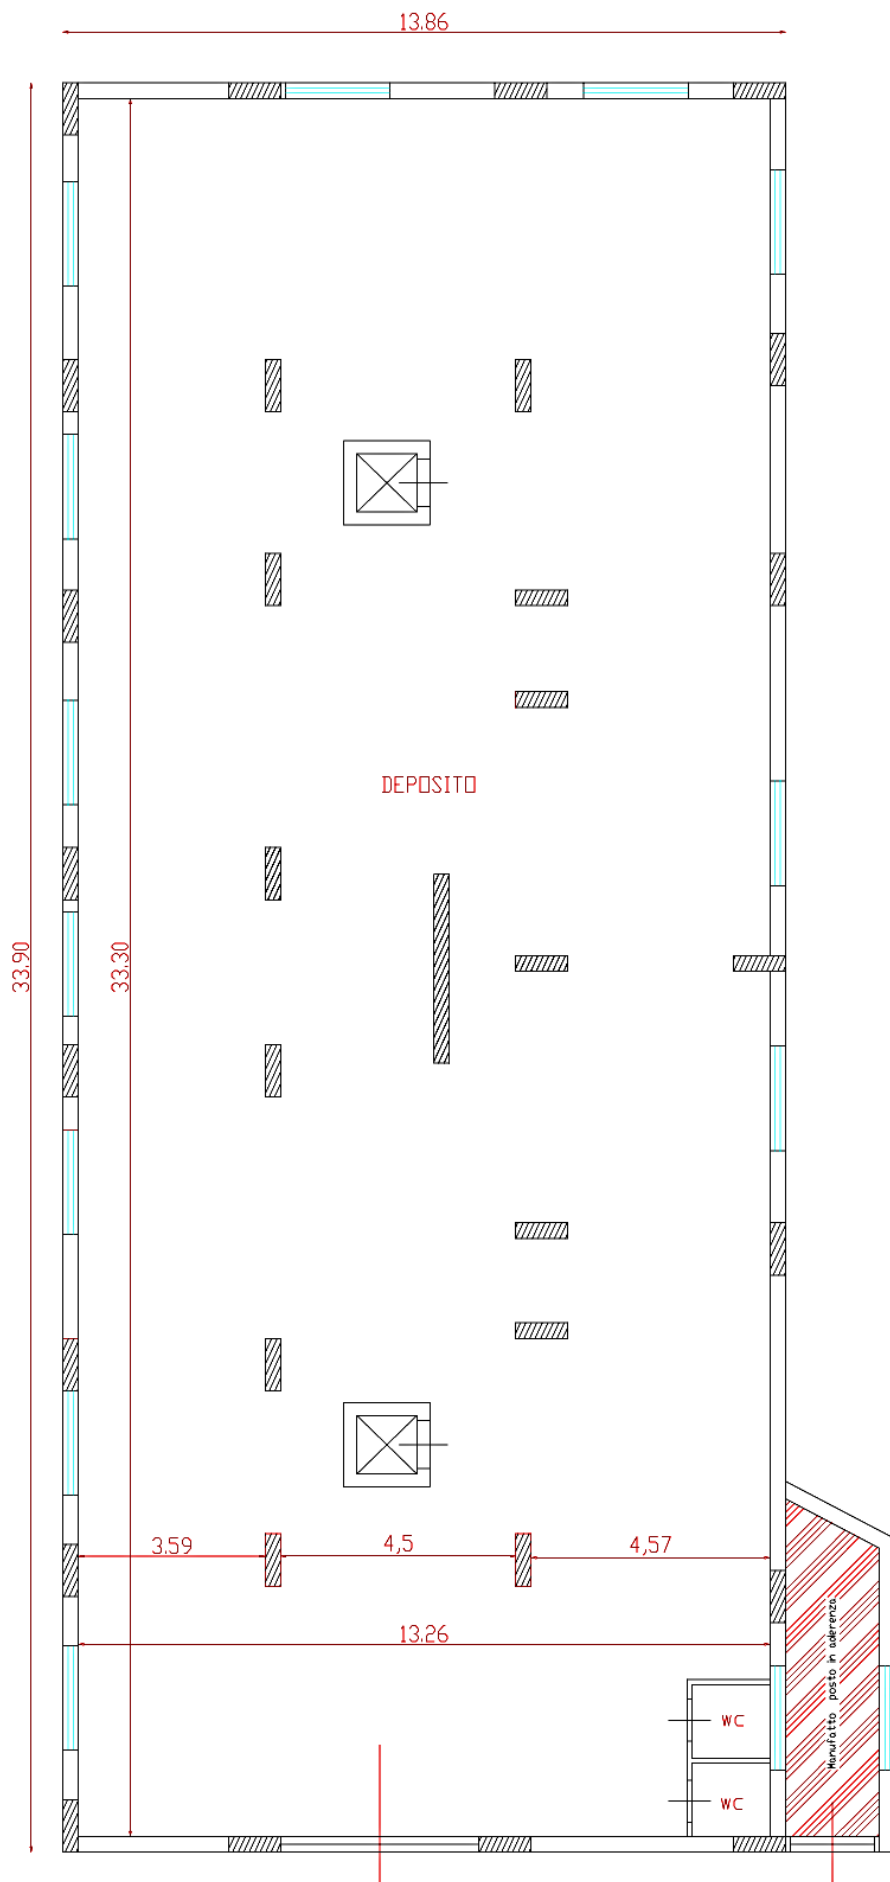 13.86
DEPOSITO
33.90
33.30
3.59
4,5
4,57
13.26
Manufatto posto in aderenza
WC
WC